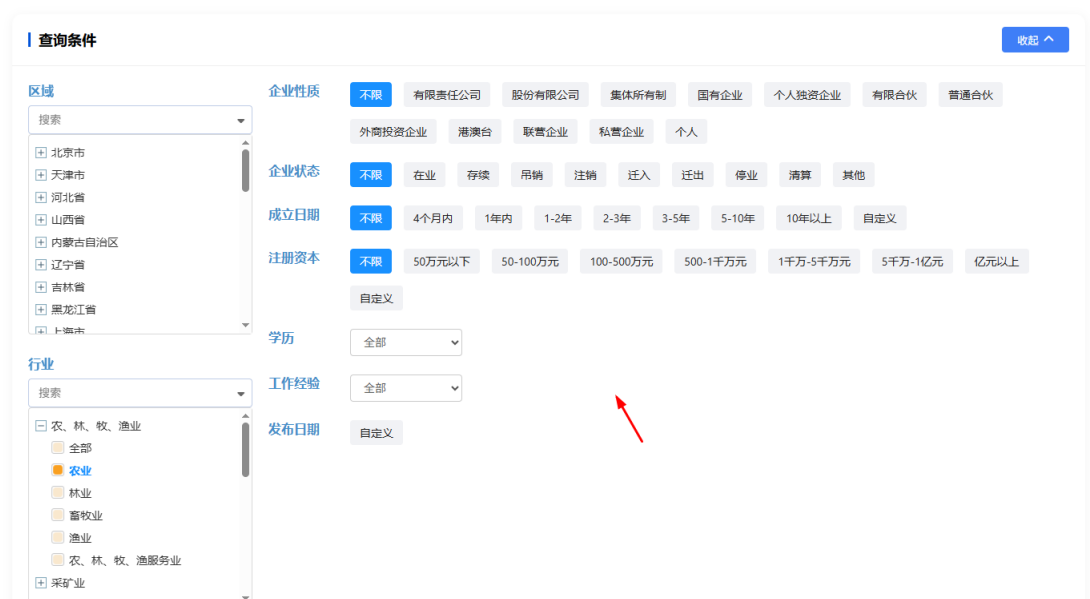 查询条件
收起
区域
搜索
北京市
天津市
河北省
山西省
内蒙古自治区
辽宁省
吉林省
黑龙江省
上海市
行业
搜索
农、林、牧、渔业
全部
农业
林业
畜牧业
渔业
农、林、牧、渔服务业
采矿业
企业性质
不限 有限责任公司 股份有限公司 集体所有制 国有企业 个人独资企业 有限合伙 普通合伙
外商投资企业 港澳台 联营企业 私营企业 个人
企业状态
不限 在业 存续 吊销 注销 迁入 迁出 停业 清算 其他
成立日期
不限 4个月内 1年内 1-2年 2-3年 3-5年 5-10年 10年以上 自定义
注册资本
不限 50万元以下 50-100万元 100-500万元 500-1千万元 1千万-5千万元 5千万-1亿元 亿元以上
自定义
学历
全部
工作经验
全部
发布日期
自定义